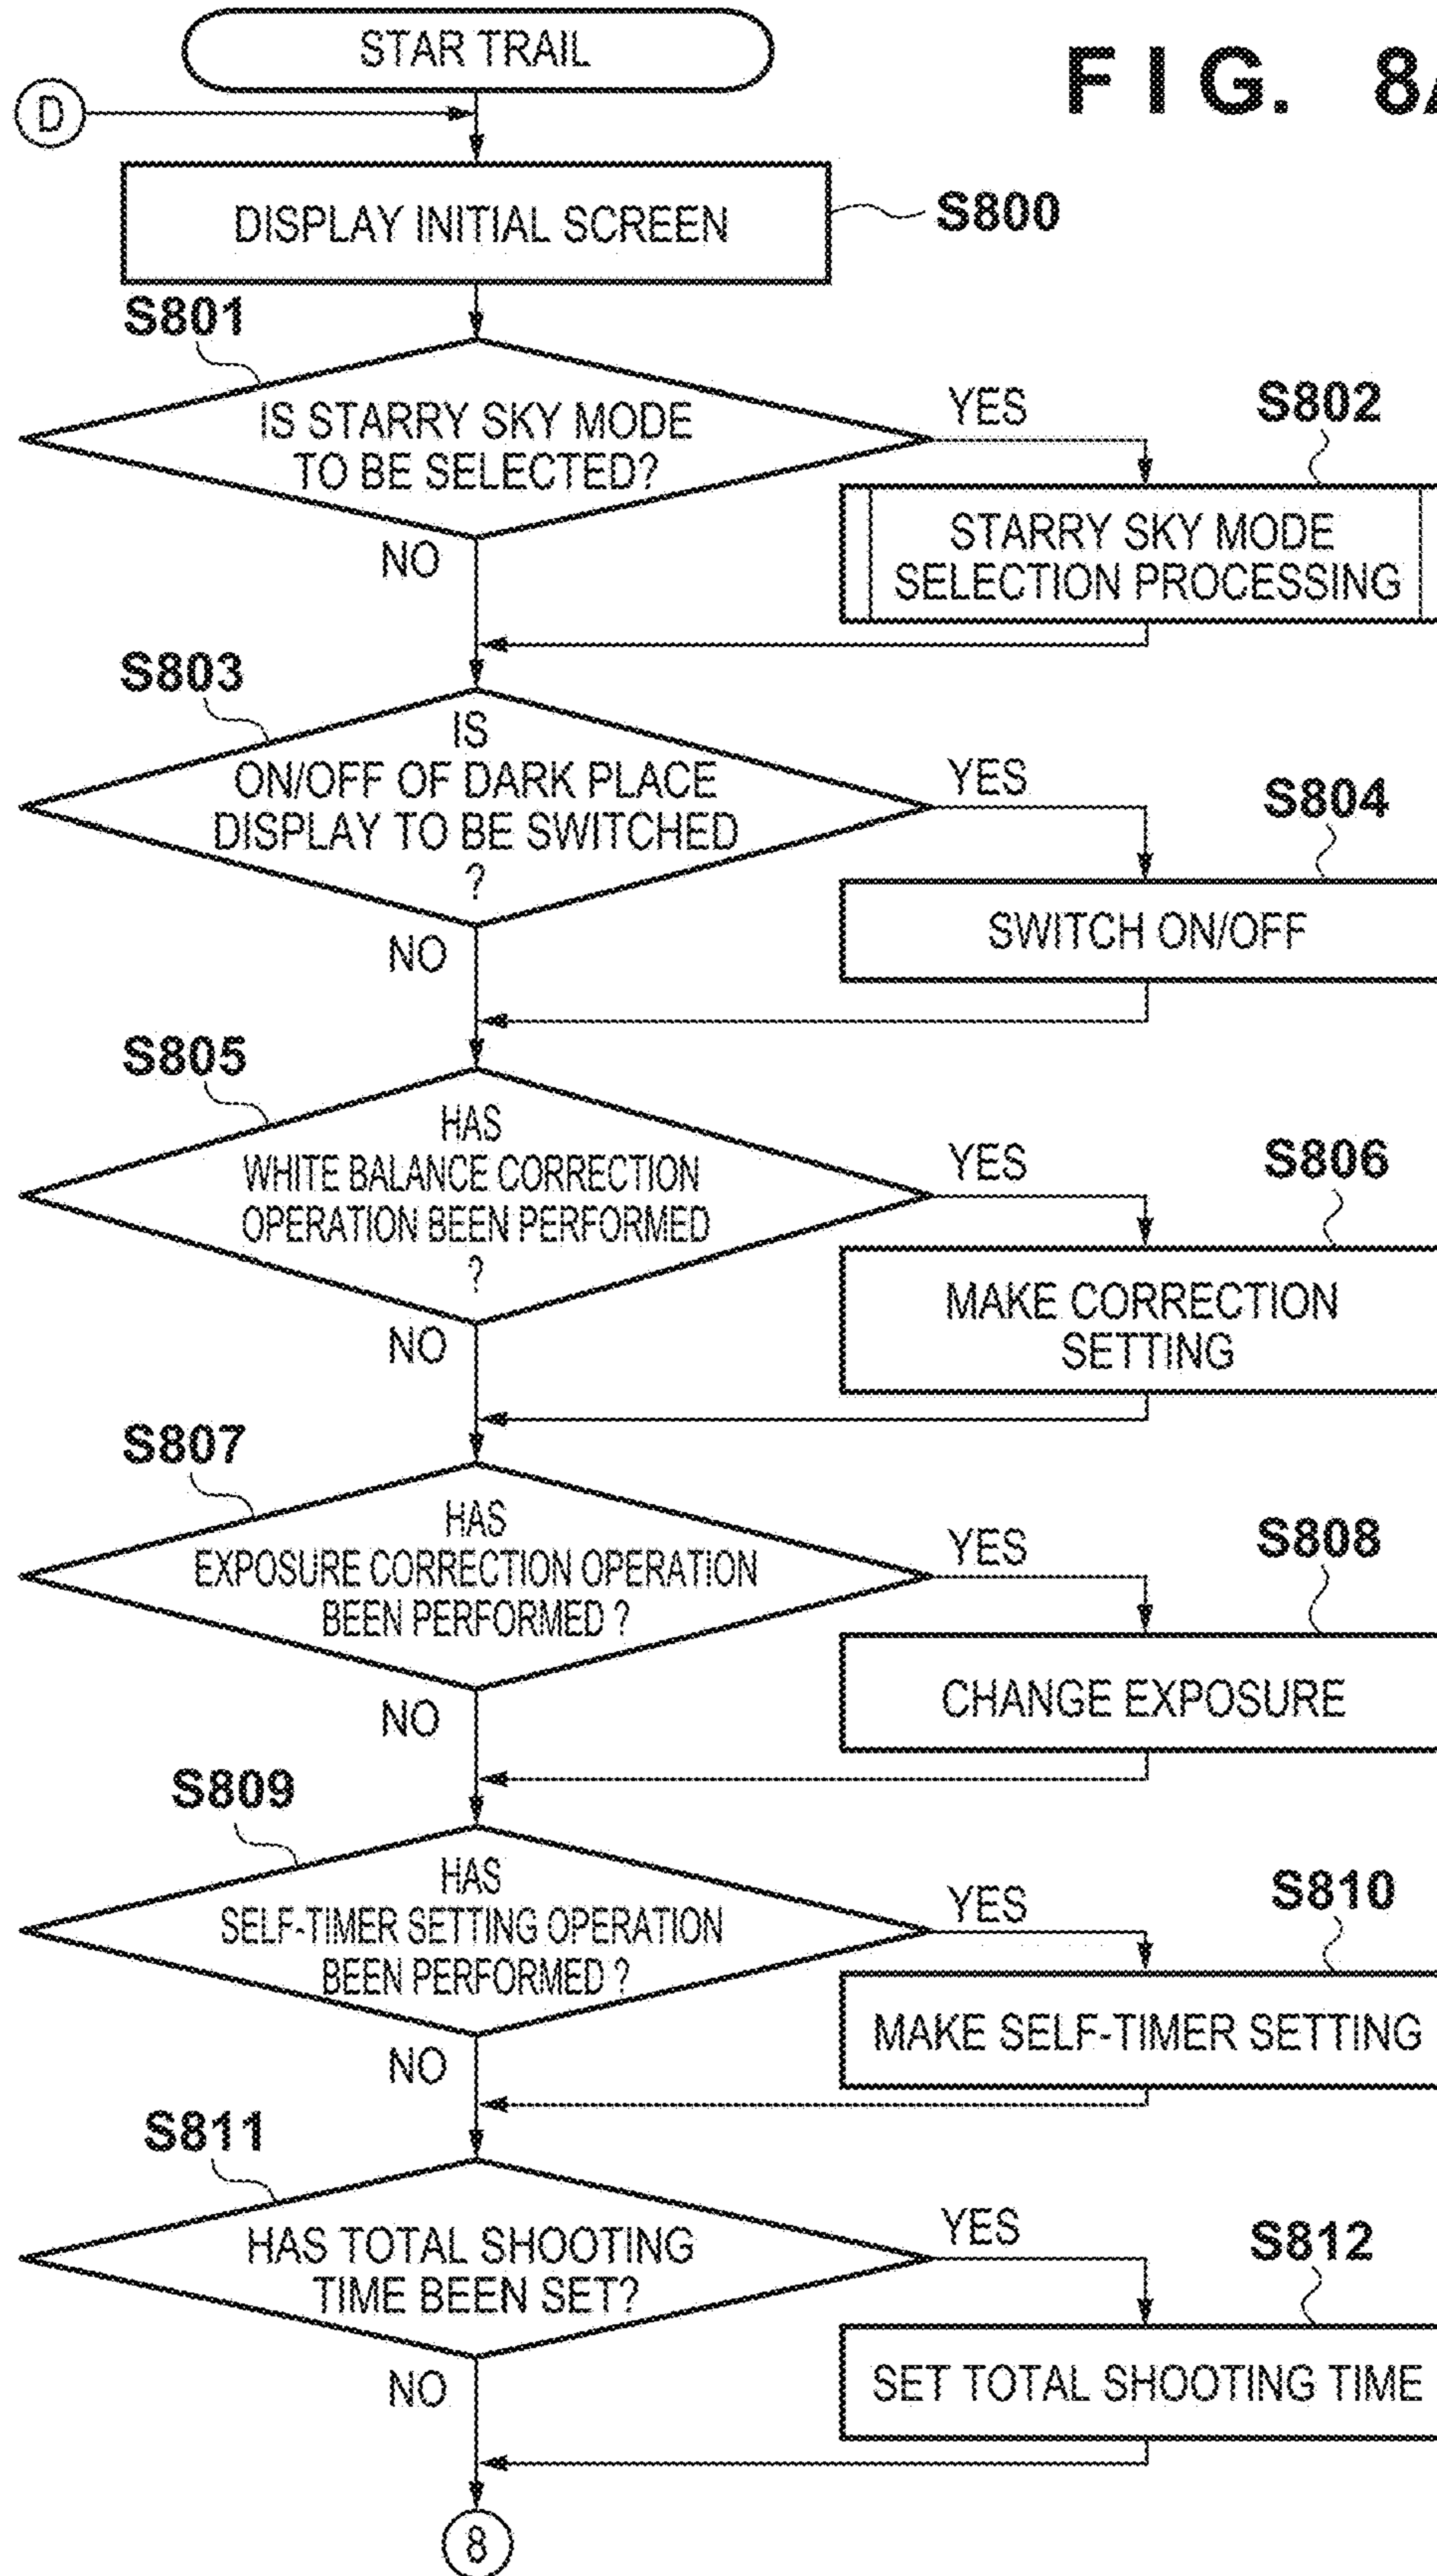 STAR TRAIL
FIG. 8A
D
DISPLAY INITIAL SCREEN
S800
S801
IS STARRY SKY MODE
TO BE SELECTED?
YES
NO
S802
STARRY SKY MODE
SELECTION PROCESSING
S803
IS
ON/OFF OF DARK PLACE
DISPLAY TO BE SWITCHED
?
YES
NO
S804
SWITCH ON/OFF
S805
HAS
WHITE BALANCE CORRECTION
OPERATION BEEN PERFORMED
?
YES
NO
S806
MAKE CORRECTION
SETTING
S807
HAS
EXPOSURE CORRECTION OPERATION
BEEN PERFORMED ?
YES
NO
S808
CHANGE EXPOSURE
S809
HAS
SELF-TIMER SETTING OPERATION
BEEN PERFORMED ?
YES
NO
S810
MAKE SELF-TIMER SETTING
S811
HAS TOTAL SHOOTING
TIME BEEN SET?
YES
NO
S812
SET TOTAL SHOOTING TIME
8